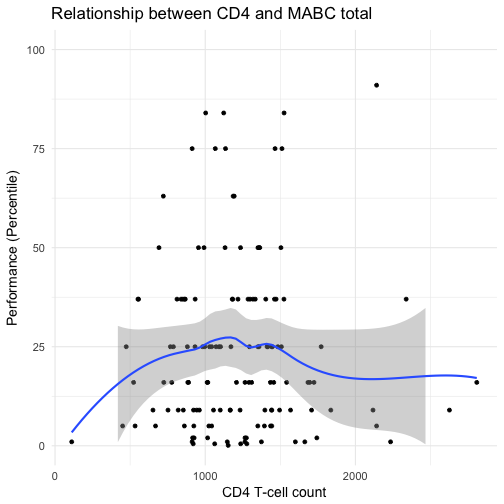 Relationship between CD4 and MABC total
100
75
50
25
0
Performance (Percentile)
0
1000
2000
CD4 T-cell count